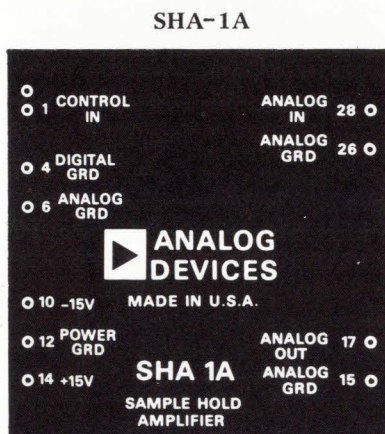 SHA-1A
1 CONTROL IN
ANALOG IN 28
ANALOG GRD 26
4 DIGITAL GRD
6 ANALOG GRD
ANALOG DEVICES
10 -15V
MADE IN U.S.A.
12 POWER GRD
ANALOG OUT 17
14 +15V
SHA 1A
ANALOG GRD 15
SAMPLE HOLD
AMPLIFIER